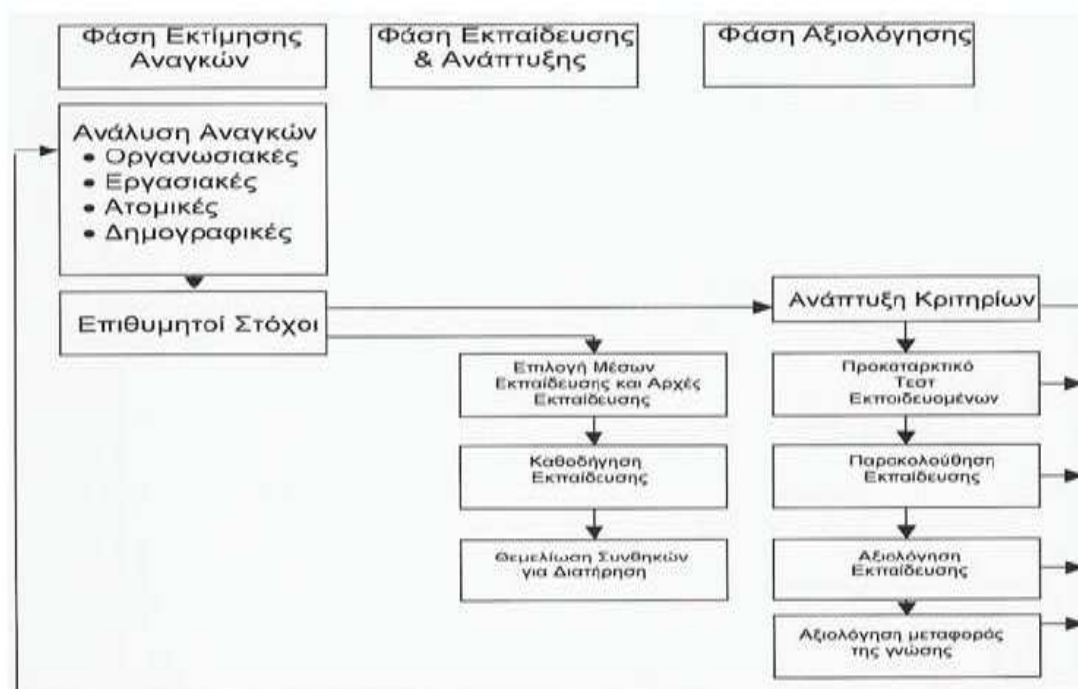 Φάση Εκτίμησης
Αναγκών
Φάση Εκπαίδευσης
& Ανάπτυξης
Φάση Αξιολόγησης
Ανάλυση Αναγκών
• Οργανωσιακές
• Εργασιακές
• Ατομικές
• Δημογραφικές
Επιθυμητοί Στόχοι
Επιλογή Μέσων
Εκπαίδευσης και Αρχές
Εκπαίδευσης
Καθοδήγηση
Εκπαίδευσης
Θεμελίωση Συνθηκών
για Διατήρηση
Ανάπτυξη Κριτηρίων
Προκαταρκτικό
Τεστ
Εκποιδευομένων
Παρακολούθηση
Εκπαίδευσης
Αξιολόγηση
Εκπαίδευσης
Αξιολόγηση μεταφοράς
της γνώσης